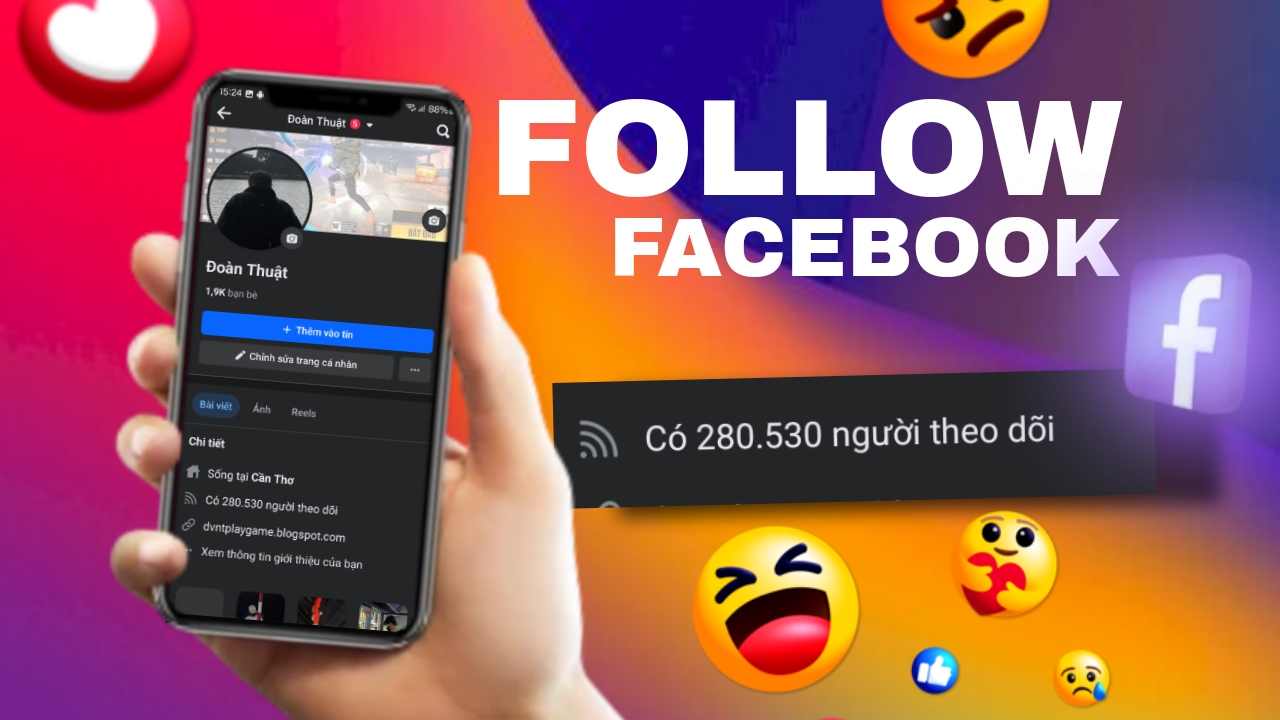 15:24
88%
Đoàn Thuật 5
BẮT ĐẦU
Đoàn Thuật
1,9K bạn bè
+ Thêm vào tin
Chỉnh sửa trang cá nhân
Bài viết Ảnh Reels
Chi tiết
Sống tại Cần Thơ
Có 280.530 người theo dõi
dvntplaygame.blogspot.com
Xem thông tin giới thiệu của bạn
FOLLOW
FACEBOOK
f
Có 280.530 người theo dõi